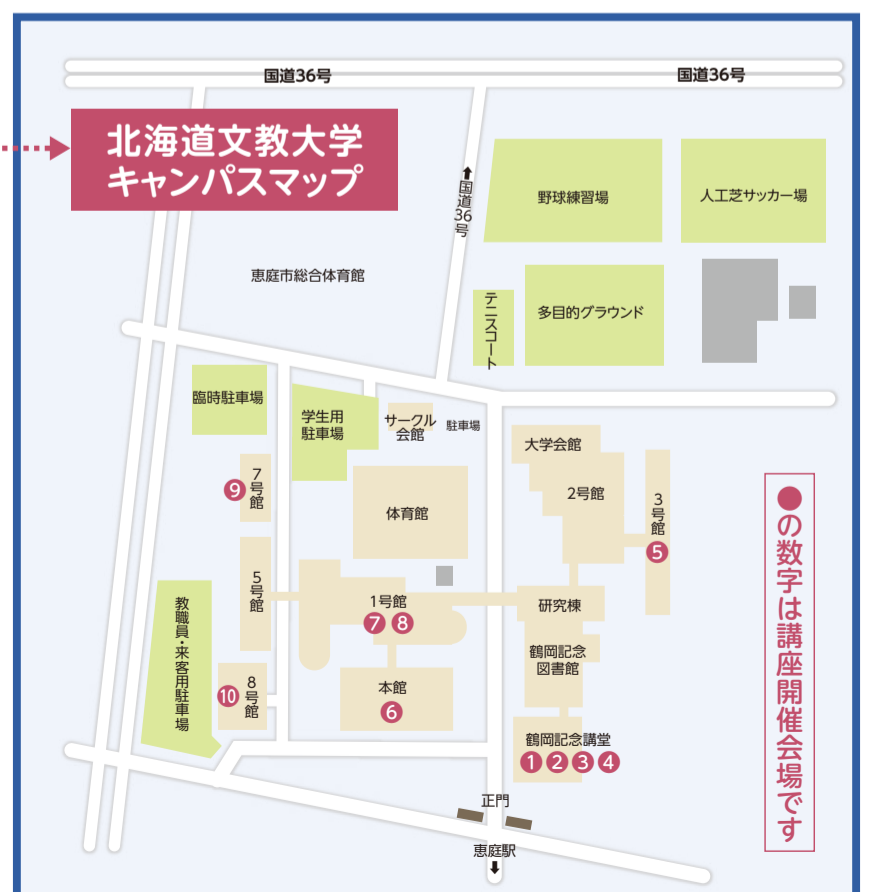 国道36号
国道36号
北海道文教大学
キャンパスマップ
↑国道36号
野球練習場
人工芝サッカー場
恵庭市総合体育館
テニスコート
多目的グラウンド
臨時駐車場
学生用
駐車場
サークル
会館
駐車場
大学会館
2号館
3号館
5
7号館
9
体育館
5号館
1号館
7 8
研究棟
鶴岡記念
図書館
教職員・来客用駐車場
8号館
10
本館
6
鶴岡記念講堂
1 2 3 4
正門
恵庭駅
↓
●の数字は講座開催会場です